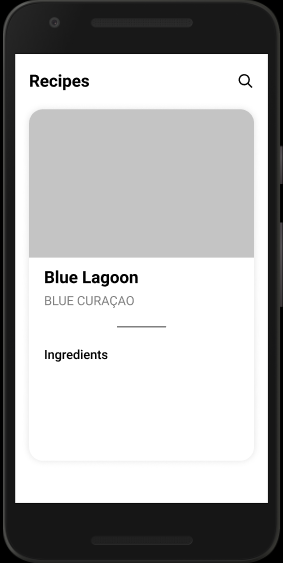 Recipes
Blue Lagoon
BLUE CURAÇAO
Ingredients